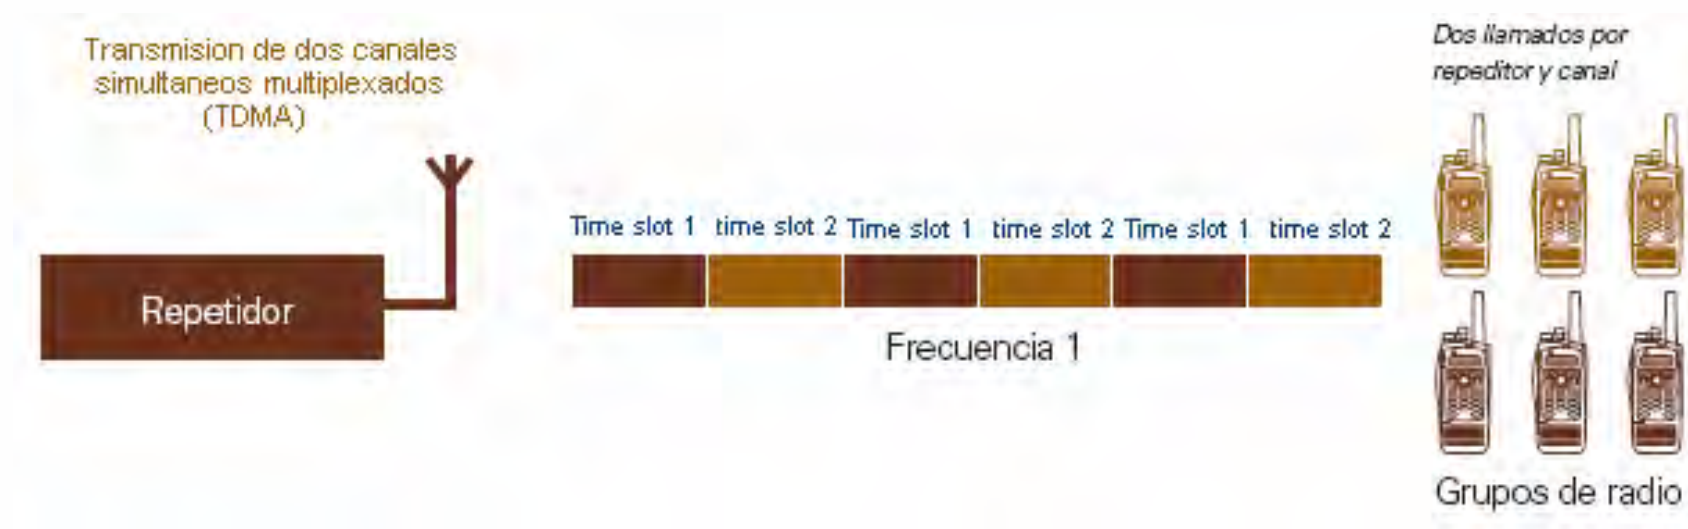 Transmision de dos canales
simultaneos multiplexados
(TDMA)
Dos llamados por
repeditor y canal
Time slot 1 time slot 2 Time slot 1 time slot 2 Time slot 1 time slot 2
Repetidor
Frecuencia 1
Grupos de radio